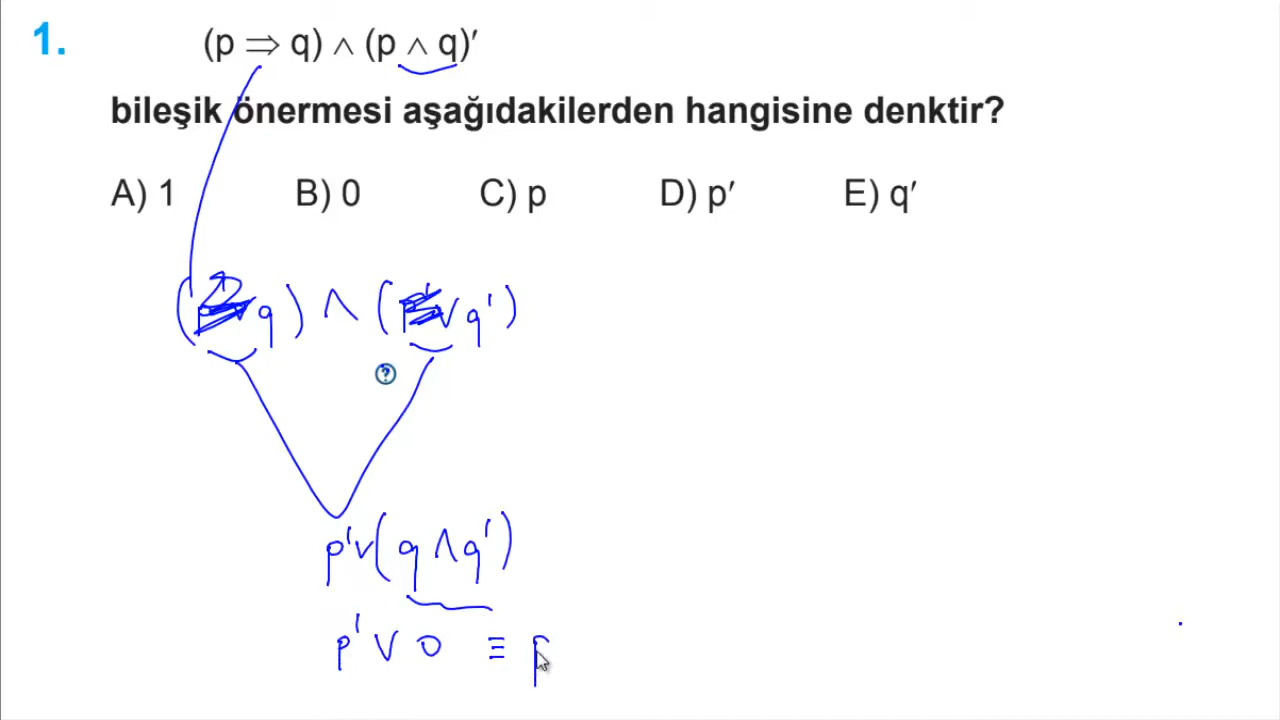 1. (p ⇒ q) ∧ (p ∧ q)′
bileşik önermesi aşağıdakilerden hangisine denktir?
A) 1 B) 0 C) p D) p′ E) q′
( q ) ∧ ( ∨ q' )
?
p' ∨ ( q ∧ q' )
p' ∨ 0 ≡ p